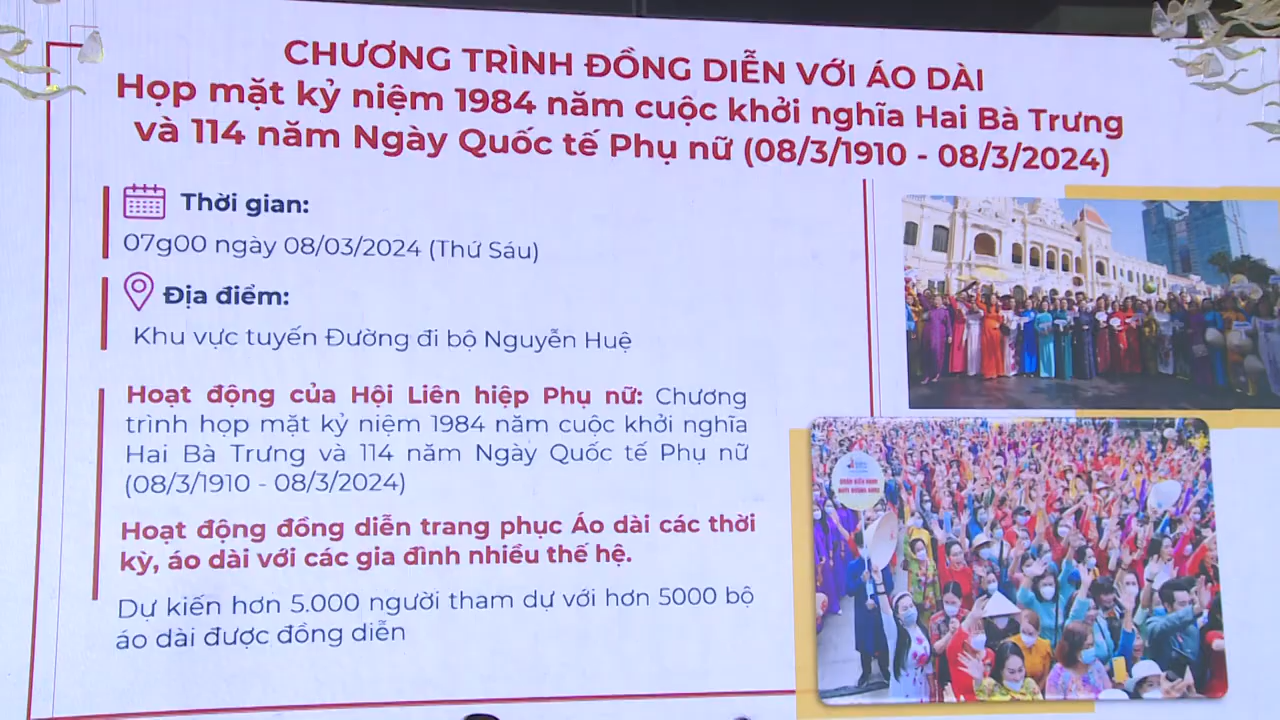 CHƯƠNG TRÌNH ĐỒNG DIỄN VỚI ÁO DÀI
Họp mặt kỷ niệm 1984 năm cuộc khởi nghĩa Hai Bà Trưng
và 114 năm Ngày Quốc tế Phụ nữ (08/3/1910 - 08/3/2024)
Thời gian:
07g00 ngày 08/03/2024 (Thứ Sáu)
Địa điểm:
Khu vực tuyến Đường đi bộ Nguyễn Huệ
Hoạt động của Hội Liên hiệp Phụ nữ: Chương
trình họp mặt kỷ niệm 1984 năm cuộc khởi nghĩa
Hai Bà Trưng và 114 năm Ngày Quốc tế Phụ nữ
(08/3/1910 - 08/3/2024)
Hoạt động đồng diễn trang phục Áo dài các thời
kỳ, áo dài với các gia đình nhiều thế hệ.
Dự kiến hơn 5.000 người tham dự với hơn 5000 bộ
áo dài được đồng diễn